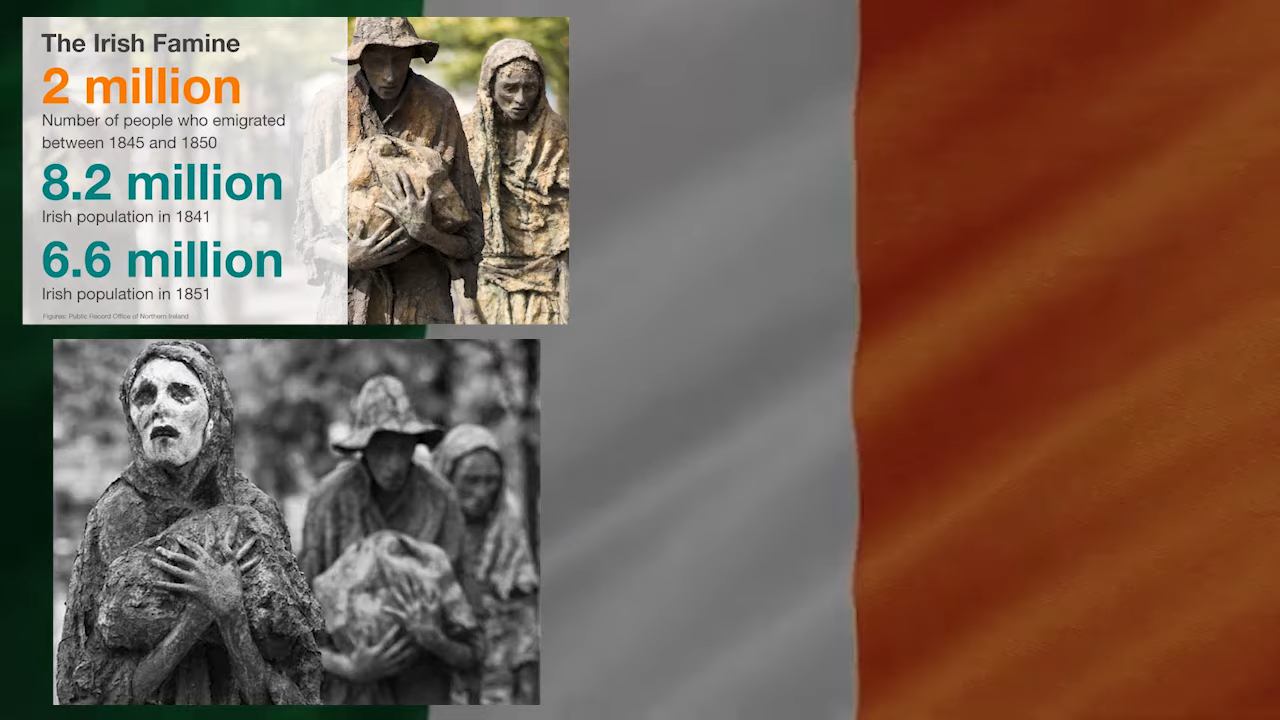 The Irish Famine
2 million
Number of people who emigrated
between 1845 and 1850
8.2 million
Irish population in 1841
6.6 million
Irish population in 1851
Figures: Public Record Office of Northern Ireland